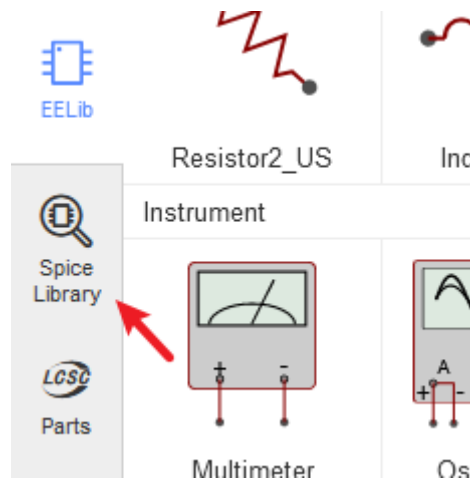 EELib
Resistor2_US
Instrument
Spice
Library
+ -
A
+ -
LCSC
Parts
Multimeter